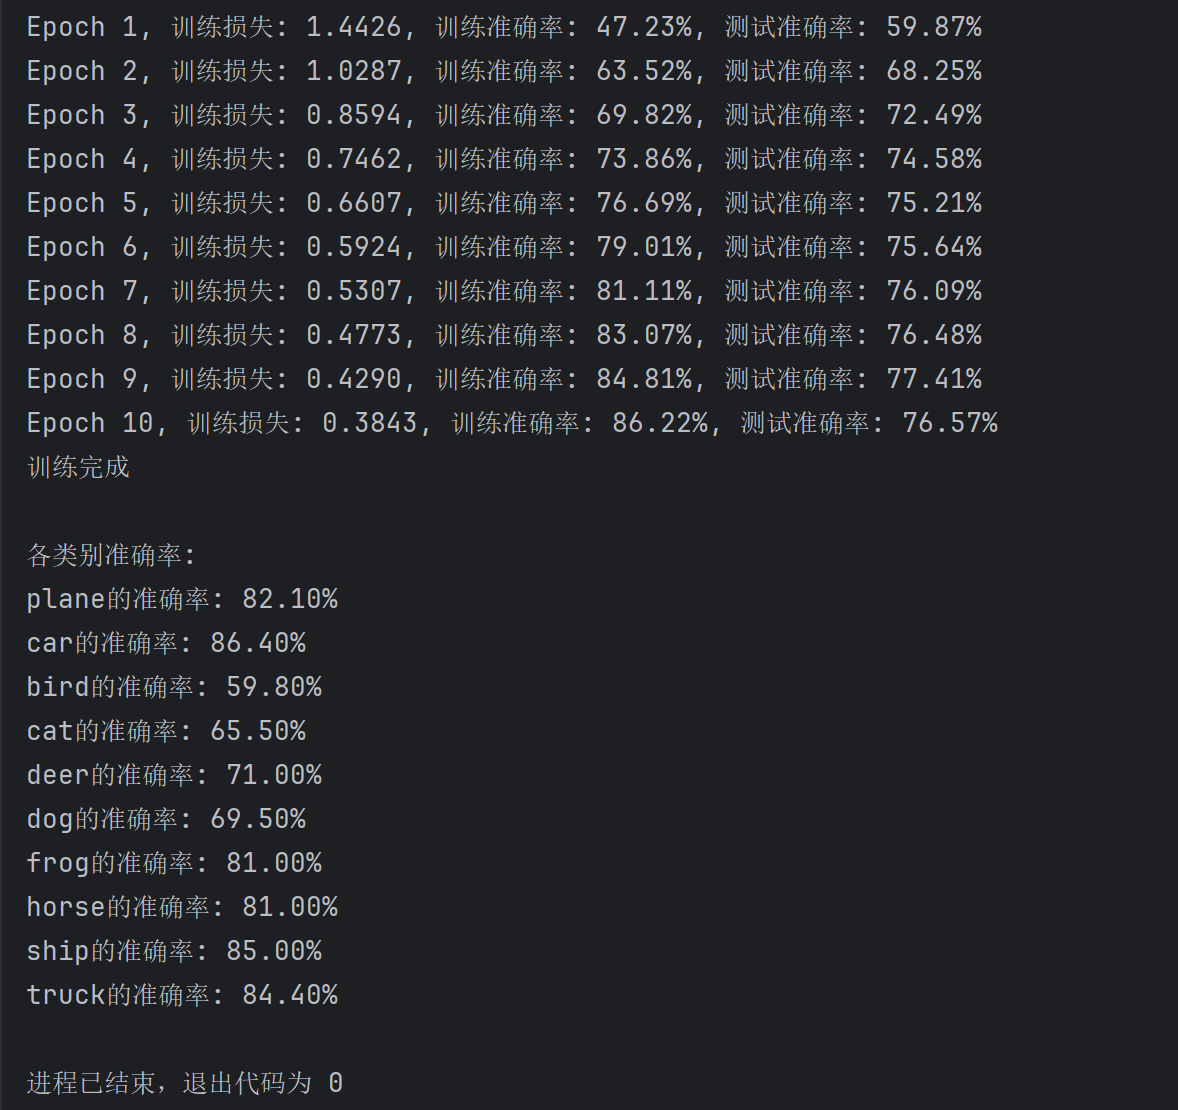 Epoch 1, 训练损失: 1.4426, 训练准确率: 47.23%, 测试准确率: 59.87%
Epoch 2, 训练损失: 1.0287, 训练准确率: 63.52%, 测试准确率: 68.25%
Epoch 3, 训练损失: 0.8594, 训练准确率: 69.82%, 测试准确率: 72.49%
Epoch 4, 训练损失: 0.7462, 训练准确率: 73.86%, 测试准确率: 74.58%
Epoch 5, 训练损失: 0.6607, 训练准确率: 76.69%, 测试准确率: 75.21%
Epoch 6, 训练损失: 0.5924, 训练准确率: 79.01%, 测试准确率: 75.64%
Epoch 7, 训练损失: 0.5307, 训练准确率: 81.11%, 测试准确率: 76.09%
Epoch 8, 训练损失: 0.4773, 训练准确率: 83.07%, 测试准确率: 76.48%
Epoch 9, 训练损失: 0.4290, 训练准确率: 84.81%, 测试准确率: 77.41%
Epoch 10, 训练损失: 0.3843, 训练准确率: 86.22%, 测试准确率: 76.57%
训练完成
各类别准确率:
plane的准确率: 82.10%
car的准确率: 86.40%
bird的准确率: 59.80%
cat的准确率: 65.50%
deer的准确率: 71.00%
dog的准确率: 69.50%
frog的准确率: 81.00%
horse的准确率: 81.00%
ship的准确率: 85.00%
truck的准确率: 84.40%
进程已结束，退出代码为 0